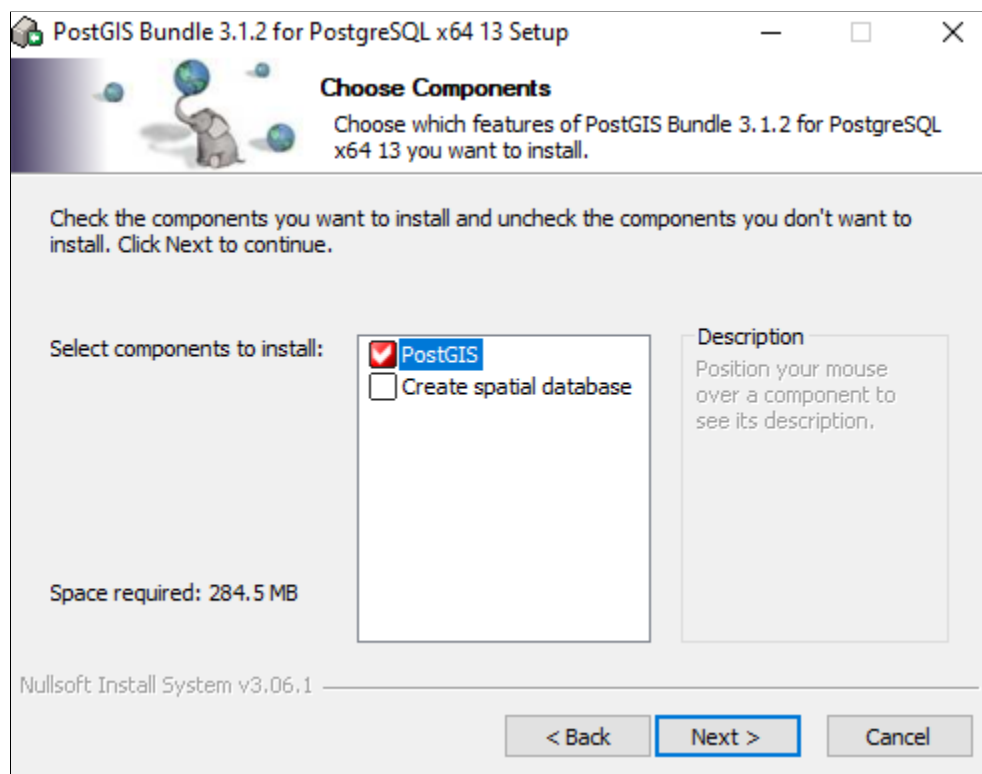 PostGIS Bundle 3.1.2 for PostgreSQL x64 13 Setup
Choose Components
Choose which features of PostGIS Bundle 3.1.2 for PostgreSQL
x64 13 you want to install.
Check the components you want to install and uncheck the components you don't want to
install. Click Next to continue.
Select components to install:
PostGIS
Create spatial database
Description
Position your mouse
over a component to
see its description.
Space required: 284.5 MB
Nullsoft Install System v3.06.1
< Back
Next >
Cancel